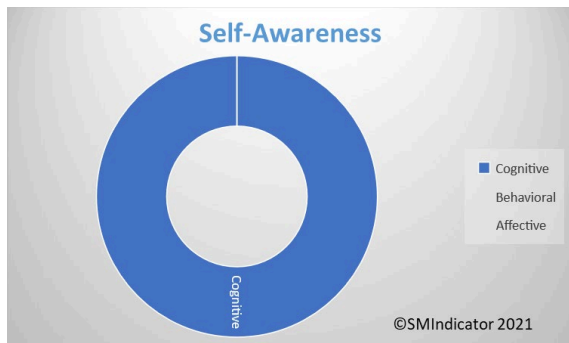 Self-Awareness
Cognitive
Behavioral
Affective
Cognitive
©SMIndicator 2021